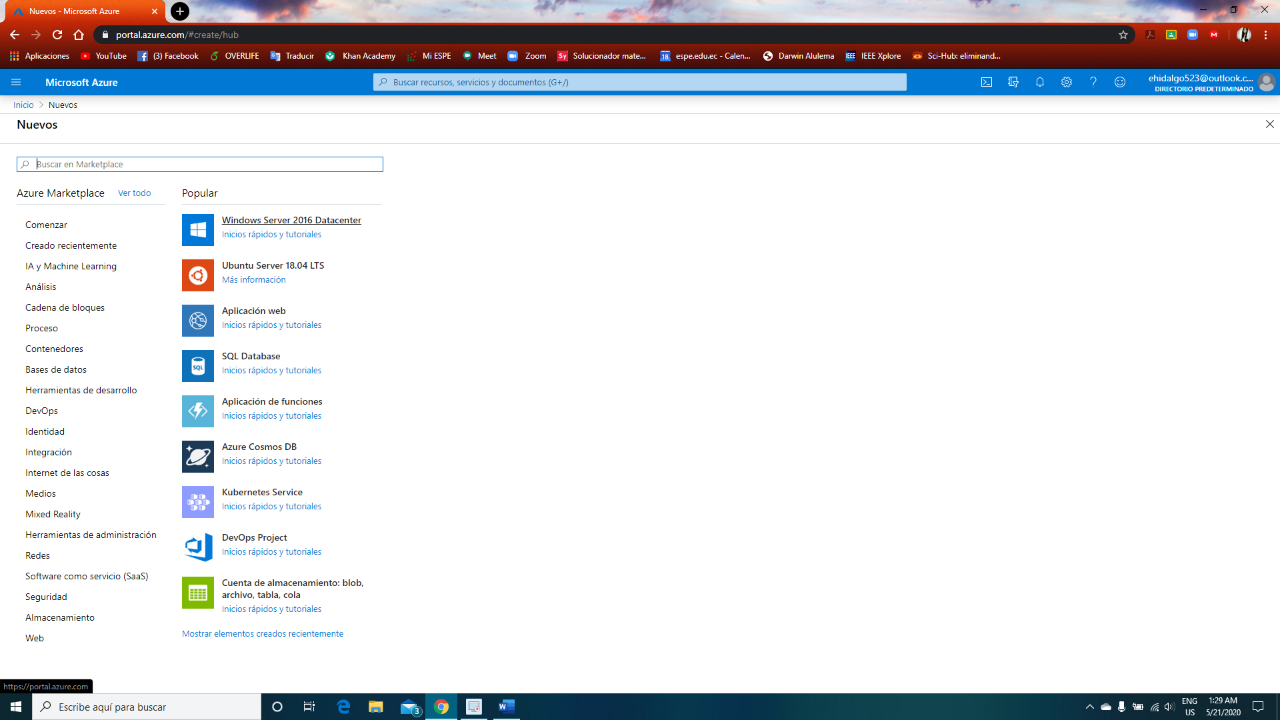 Nuevos - Microsoft Azure
portal.azure.com/#create/hub
Aplicaciones
YouTube
(3) Facebook
OVERLIFE
Traducir
Khan Academy
Mi ESPE
Meet
Zoom
Solucionador mate...
espe.edu.ec - Calen...
Darwin Alulema
IEEE Xplore
Sci-Hub: eliminand...
Microsoft Azure
Buscar recursos, servicios y documentos (G+/)
ehidalgo523@outlook.c...
DIRECTORIO PREDETERMINADO
Inicio > Nuevos
Nuevos
Buscar en Marketplace
Azure Marketplace
Ver todo
Popular
Comenzar
Creado recientemente
IA y Machine Learning
Análisis
Cadena de bloques
Proceso
Contenedores
Bases de datos
Herramientas de desarrollo
DevOps
Identidad
Integración
Internet de las cosas
Medios
Mixed Reality
Herramientas de administración
Redes
Software como servicio (SaaS)
Seguridad
Almacenamiento
Web
Windows Server 2016 Datacenter
Inicios rápidos y tutoriales
Ubuntu Server 18.04 LTS
Más información
Aplicación web
Inicios rápidos y tutoriales
SQL Database
Inicios rápidos y tutoriales
Aplicación de funciones
Inicios rápidos y tutoriales
Azure Cosmos DB
Inicios rápidos y tutoriales
Kubernetes Service
Inicios rápidos y tutoriales
DevOps Project
Inicios rápidos y tutoriales
Cuenta de almacenamiento: blob,
archivo, tabla, cola
Inicios rápidos y tutoriales
Mostrar elementos creados recientemente
https://portal.azure.com
Escribe aquí para buscar
3
ENG
US
1:29 AM
5/21/2020